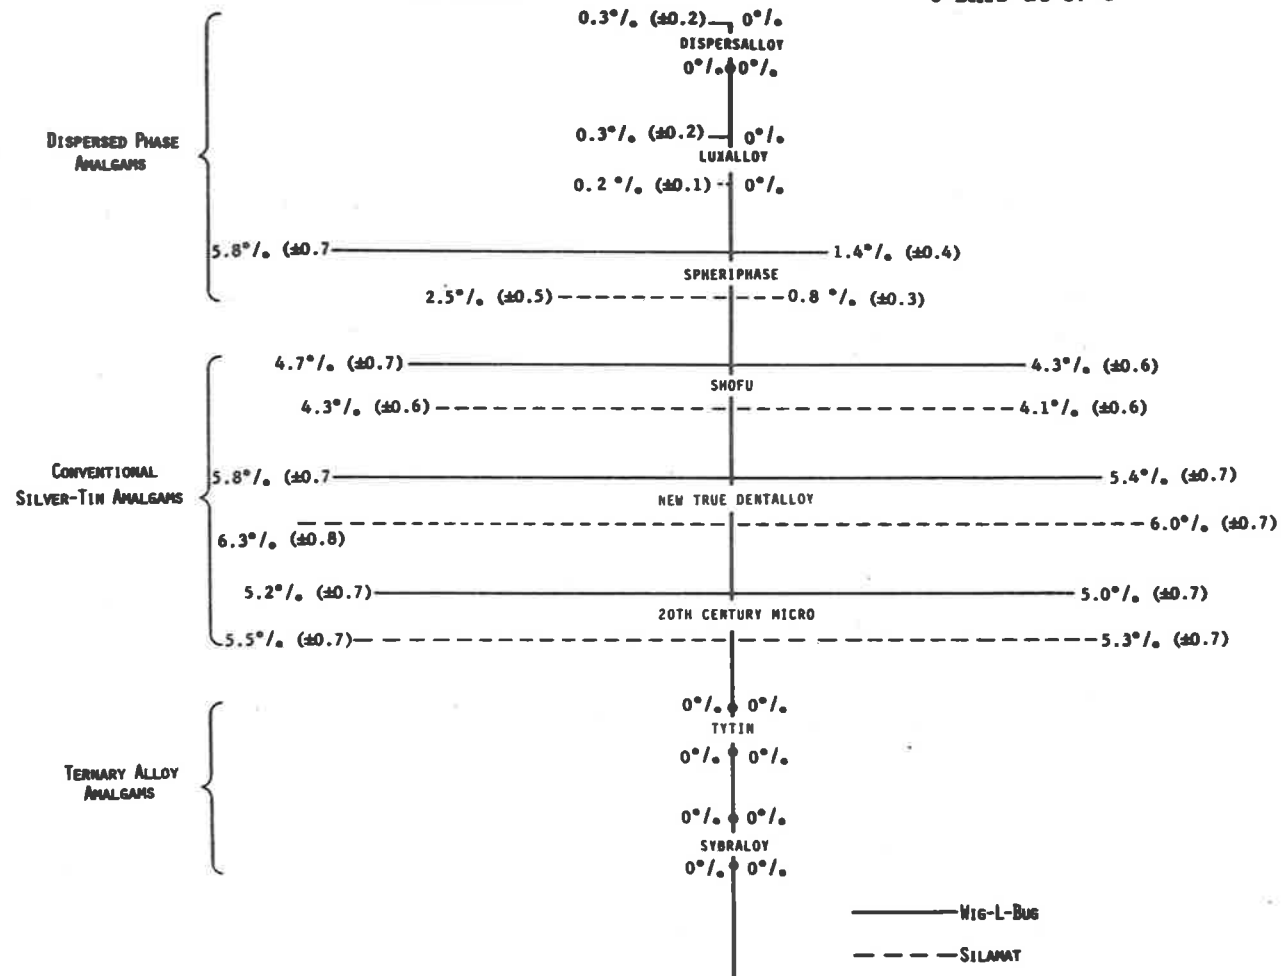 0.3% (±0.2) 0%
DISPERSALLOY
0% 0%
0.3% (±0.2) 0%
LUXALLOY
0.2 % (±0.1) 0%
DISPERSED PHASE
AMALGAMS
5.8% (±0.7 1.4% (±0.4)
SPHERIPHASE
2.5% (±0.5) 0.8 % (±0.3)
4.7% (±0.7) 4.3% (±0.6)
SHOFU
4.3% (±0.6) 4.1% (±0.6)
CONVENTIONAL
SILVER-TIN AMALGAMS
5.8% (±0.7 5.4% (±0.7)
NEW TRUE DENTALLOY
6.3% (±0.8) 6.0% (±0.7)
5.2% (±0.7) 5.0% (±0.7)
20TH CENTURY MICRO
5.5% (±0.7) 5.3% (±0.7)
0% 0%
TYTIN
0% 0%
TERNARY ALLOY
AMALGAMS
0% 0%
SYBRALOY
0% 0%
WIG-L-BUG
SILAMAT